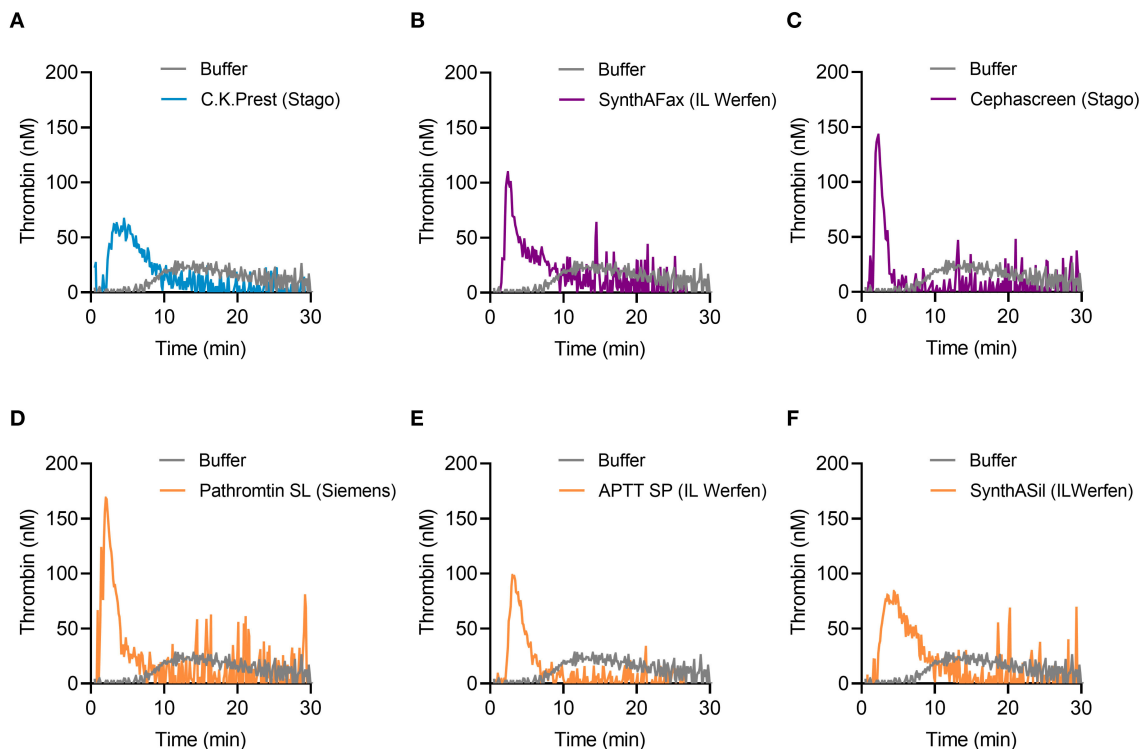 A
B
C
200
150
100
50
0
Thrombin (nM)
Buffer
C.K.Prest (Stago)
0
10
20
30
Time (min)
200
150
100
50
0
Thrombin (nM)
Buffer
SynthAFax (IL Werfen)
0
10
20
30
Time (min)
200
150
100
50
0
Thrombin (nM)
Buffer
Cephascreen (Stago)
0
10
20
30
Time (min)
D
E
F
200
150
100
50
0
Thrombin (nM)
Buffer
Pathromtin SL (Siemens)
0
10
20
30
Time (min)
200
150
100
50
0
Thrombin (nM)
Buffer
APTT SP (IL Werfen)
0
10
20
30
Time (min)
200
150
100
50
0
Thrombin (nM)
Buffer
SynthASil (ILWerfen)
0
10
20
30
Time (min)